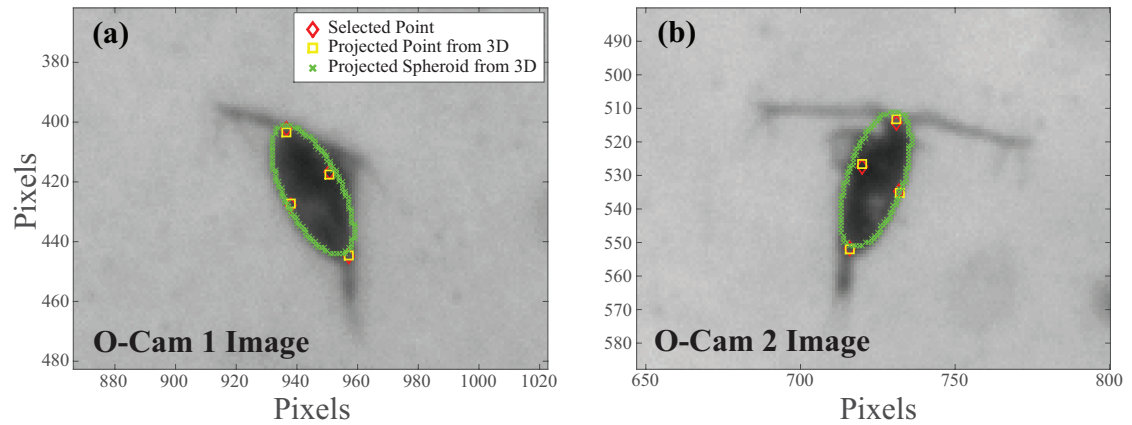 (a)
Selected Point
Projected Point from 3D
Projected Spheroid from 3D
380
400
420
440
460
480
Pixels
O-Cam 1 Image
880
900
920
940
960
980
1000
1020
Pixels
(b)
490
500
510
520
530
540
550
560
570
580
O-Cam 2 Image
650
700
750
800
Pixels